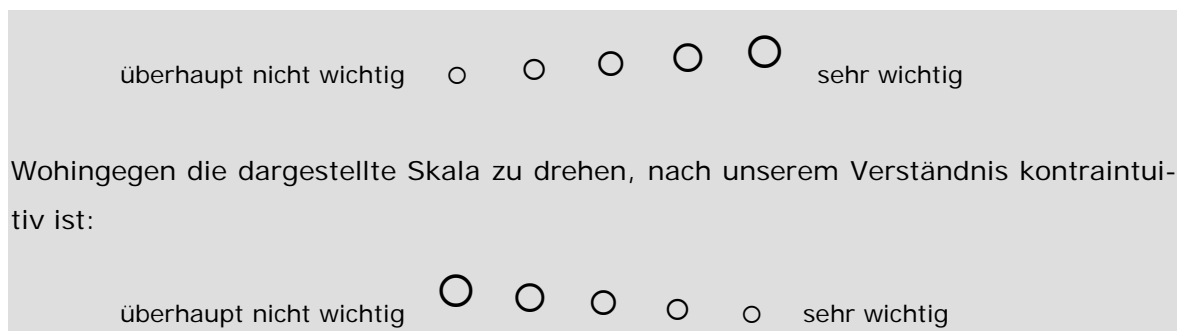 überhaupt nicht wichtig sehr wichtig
Wohingegen die dargestellte Skala zu drehen, nach unserem Verständnis kontraintui-
tiv ist:
überhaupt nicht wichtig sehr wichtig